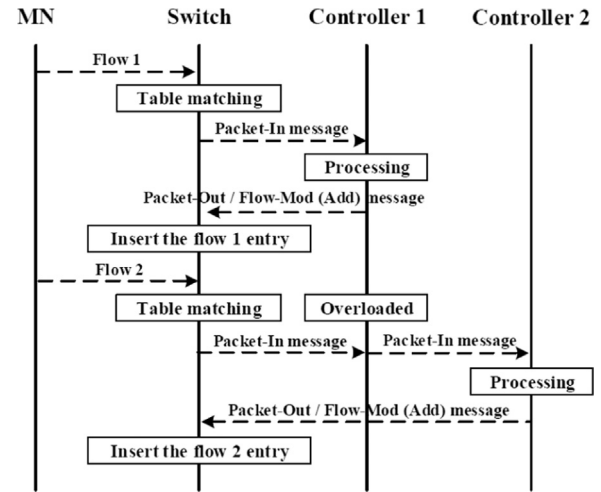 MN Switch Controller 1 Controller 2
Flow 1
Table matching
Packet-In message
Processing
Packet-Out / Flow-Mod (Add) message
Insert the flow 1 entry
Flow 2
Table matching Overloaded
Packet-In message Packet-In message
Processing
Packet-Out / Flow-Mod (Add) message
Insert the flow 2 entry